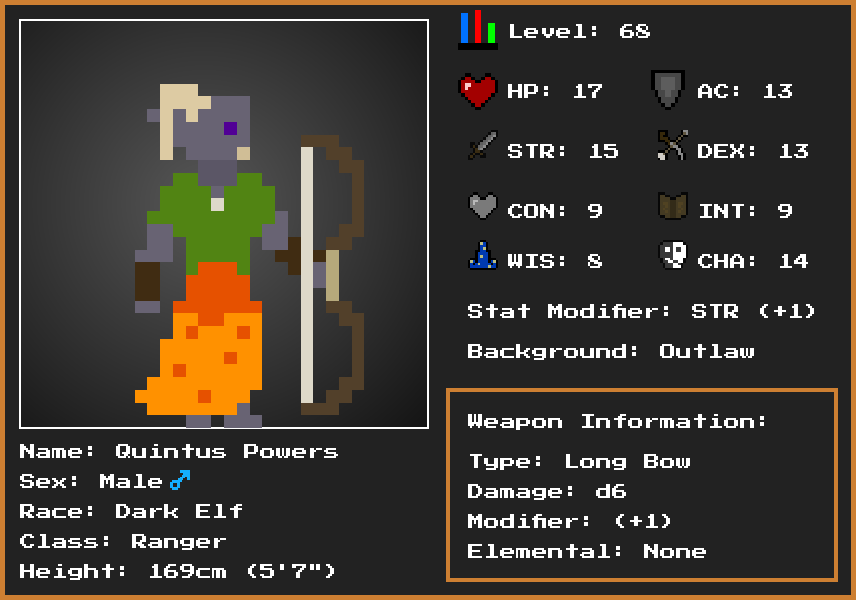 Level: 68
HP: 17 AC: 13
STR: 15 DEX: 13
CON: 9 INT: 9
WIS: 8 CHA: 14
Stat Modifier: STR (+1)
Background: Outlaw
Name: Quintus Powers
Sex: Male ♂
Race: Dark Elf
Class: Ranger
Height: 169cm (5'7")
Weapon Information:
Type: Long Bow
Damage: d6
Modifier: (+1)
Elemental: None